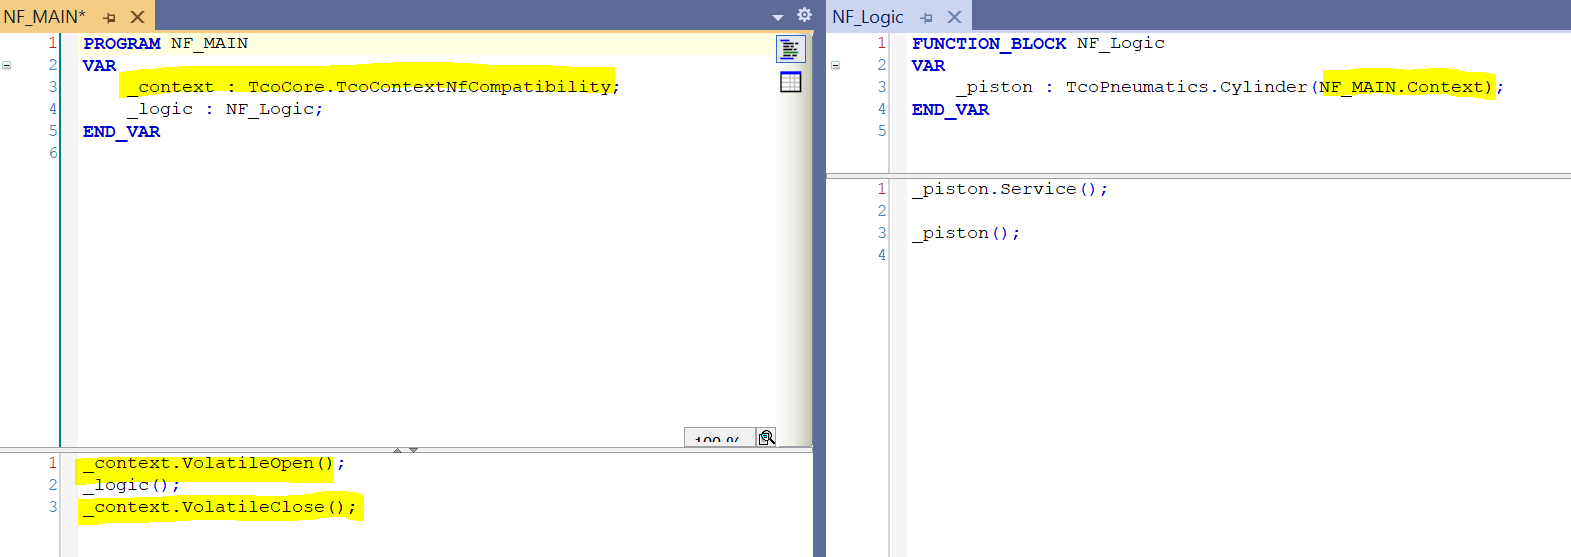 NF_MAIN*
1 PROGRAM NF_MAIN
2 VAR
3 _context : TcoCore.TcoContextNfCompatibility;
4 _logic : NF_Logic;
5 END_VAR
6
100 %
1 _context.VolatileOpen();
2 _logic();
3 _context.VolatileClose();
NF_Logic
1 FUNCTION_BLOCK NF_Logic
2 VAR
3 _piston : TcoPneumatics.Cylinder(NF_MAIN.Context);
4 END_VAR
5
1 _piston.Service();
2
3 _piston();
4